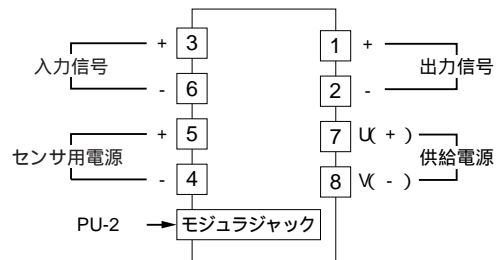 + 3
入力信号
- 6
+ 5
センサ用電源
- 4
PU-2 モジュラジャック
1 +
出力信号
2 -
7 U( + )
供給電源
8 V( - )